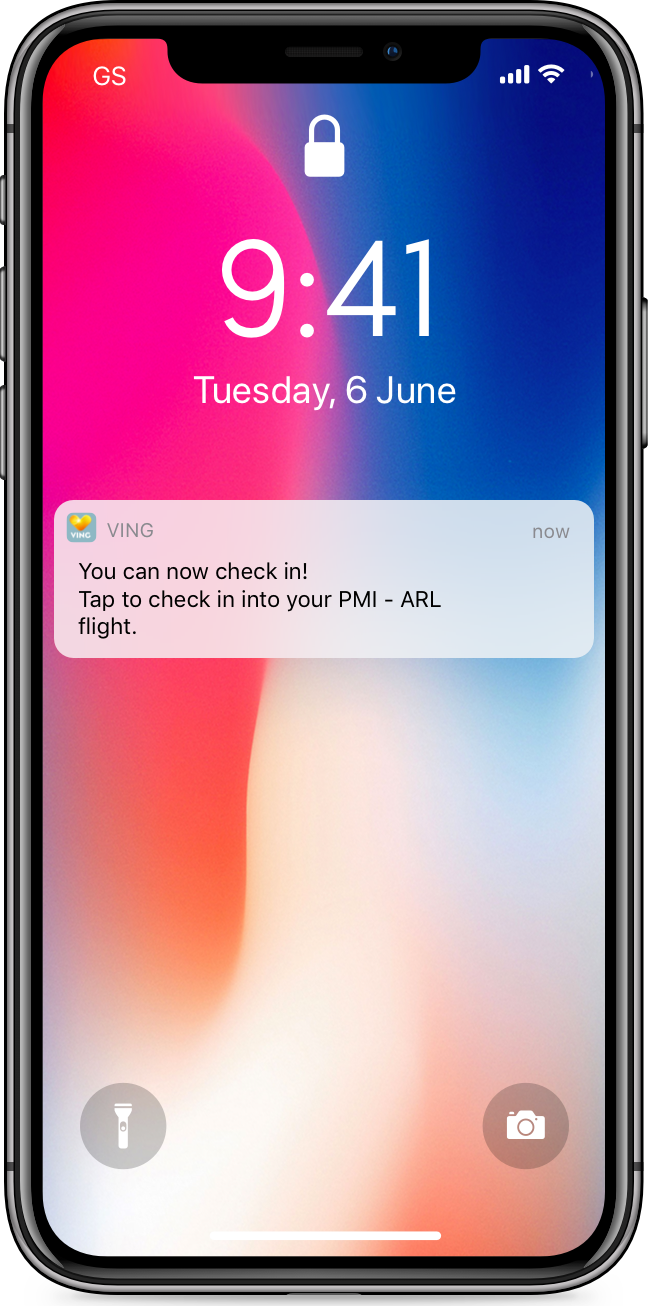 GS
9:41
Tuesday, 6 June
VING
VING now
You can now check in!
Tap to check in into your PMI - ARL
flight.